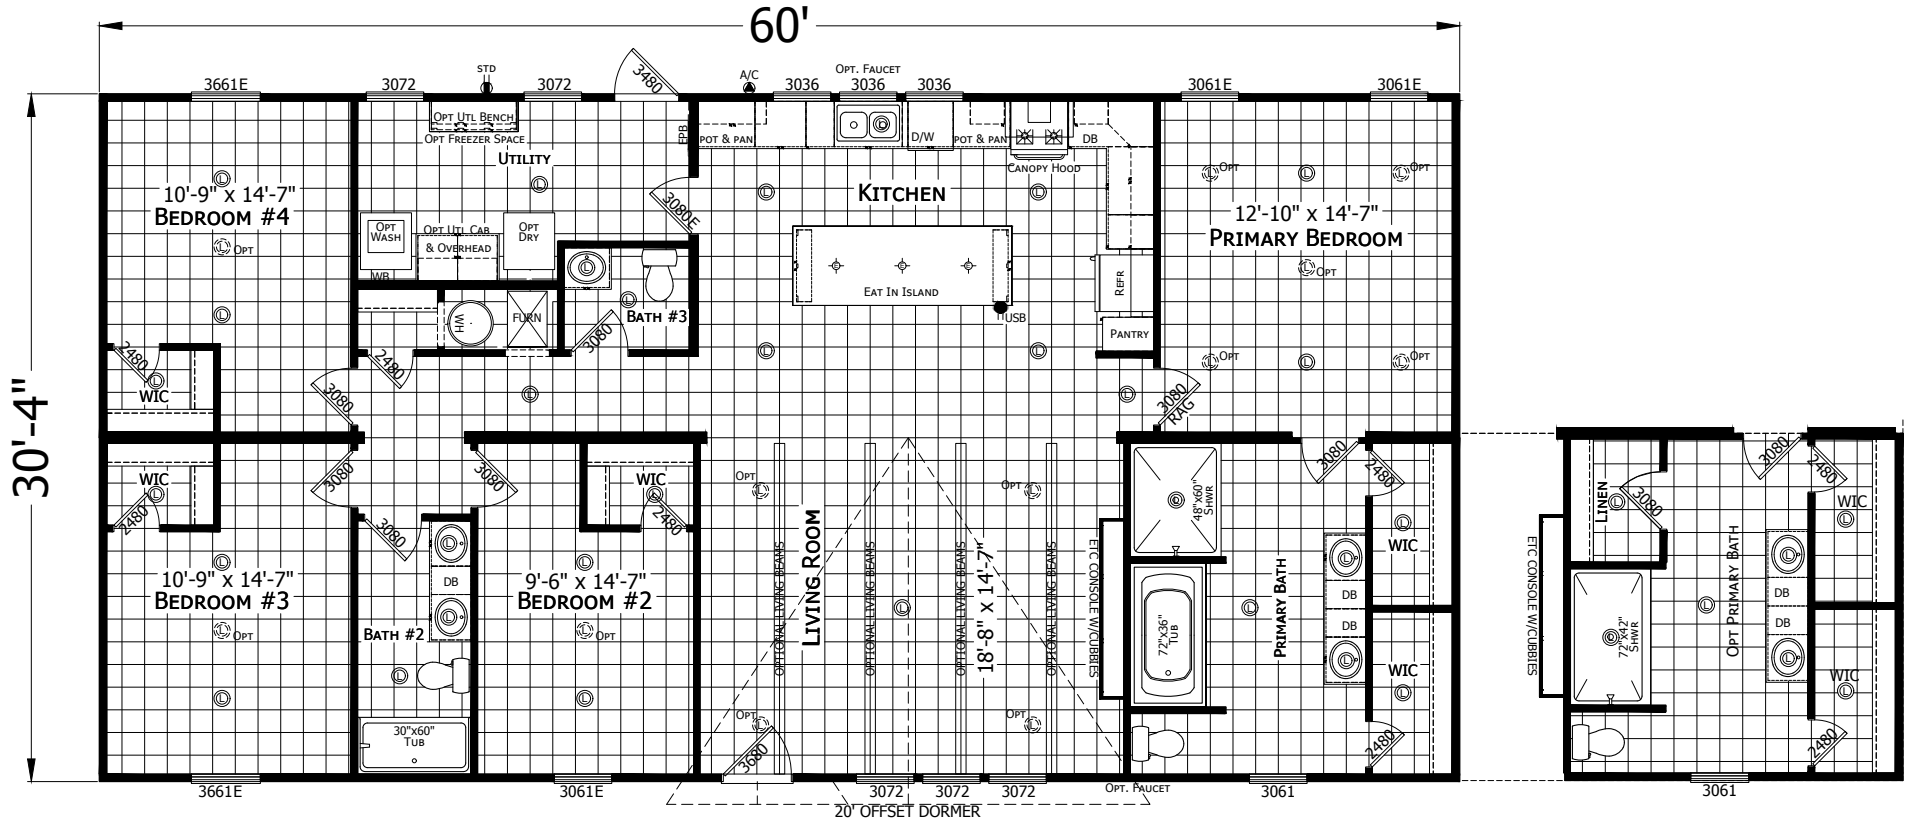 60'
30'-4"
3661E
3072
STD
3072
3480
A/C
3036
OPT. FAUCET
3036
3036
3061E
3061E
OPT UTL BENCH
OPT FREEZER SPACE
UTILITY
EPB
POT & PAN
D/W
POT & PAN
DB
CANOPY HOOD
KITCHEN
10'-9" x 14'-7"
BEDROOM #4
L
OPT
OPT
WASH
WB
OPT UTL CAB
& OVERHEAD
OPT
DRY
3080E
EAT IN ISLAND
USB
REFR
PANTRY
OPT
OPT
12'-10" x 14'-7"
PRIMARY BEDROOM
OPT
OPT
OPT
WH
FURN
BATH #3
3080
2480
2480
WIC
3080
3080
RAG
WIC
2480
3080
3080
WIC
2480
3080
10'-9" x 14'-7"
BEDROOM #3
OPT
DB
BATH #2
30"x60"
TUB
9'-6" x 14'-7"
BEDROOM #2
OPT
OPT
OPT
LIVING ROOM
18'-8" x 14'-7"
OPTIONAL LIVING BEAMS
OPTIONAL LIVING BEAMS
OPTIONAL LIVING BEAMS
OPTIONAL LIVING BEAMS
OPT
OPT
3680
ETC CONSOLE W/CUBBIES
48"x60"
SHWR
72"x36"
TUB
PRIMARY BATH
3080
2480
WIC
DB
DB
WIC
2480
3661E
3061E
3072
3072
3072
OPT. FAUCET
3061
20' OFFSET DORMER
3080
2480
LINEN
3080
WIC
OPT PRIMARY BATH
DB
DB
72"x42"
SHWR
ETC CONSOLE W/CUBBIES
WIC
2480
3061